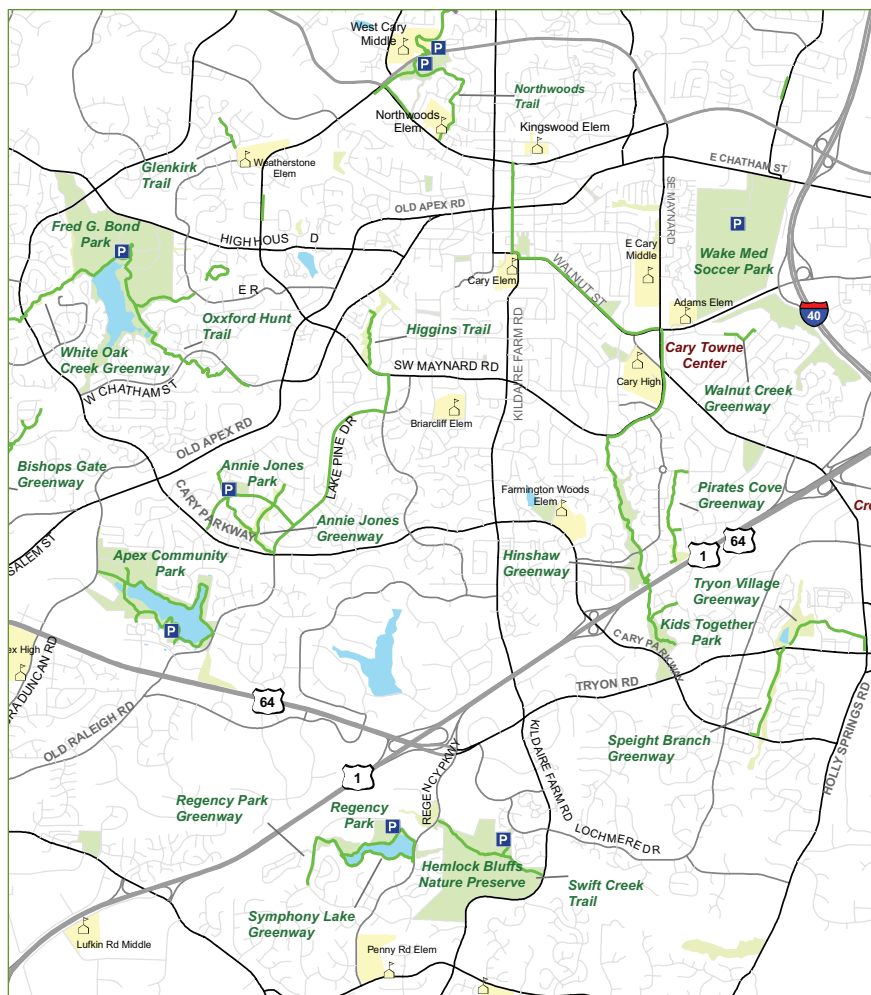 West Cary
Middle
P
P
Northwoods
Trail
Northwoods
Elem
Kingswood Elem
Glenkirk
Trail
Weatherstone
Elem
E CHATHAM ST
OLD APEX RD
SE MAYNARD
Fred G. Bond
Park
P
HIGH HOUS D
E Cary
Middle
P
Wake Med
Soccer Park
WALNUT ST
Cary Elem
E R
Adams Elem
40
Oxxford Hunt
Trail
Higgins Trail
KILDAIRE FARM RD
White Oak
Creek Greenway
Cary Towne
Center
SW MAYNARD RD
Cary High
Walnut Creek
Greenway
W CHATHAM ST
Briarcliff Elem
OLD APEX RD
LAKE PINE DR
Bishops Gate
Greenway
Annie Jones
Park
P
CARY PARKWAY
Annie Jones
Greenway
Farmington Woods
Elem
Pirates Cove
Greenway
Cre
SALEM ST
Apex Community
Park
P
Hinshaw
Greenway
1
64
Tryon Village
Greenway
Kids Together
Park
CARY PARKWAY
ex High
RA DUNCAN RD
64
TRYON RD
OLD RALEIGH RD
Speight Branch
Greenway
HOLLY SPRINGS RD
KILDAIRE FARM RD
REGENCY PKWY
1
Regency Park
Greenway
Regency
Park
P
P
LOCHMERE DR
Hemlock Bluffs
Nature Preserve
Swift Creek
Trail
Symphony Lake
Greenway
Lufkin Rd Middle
Penny Rd Elem